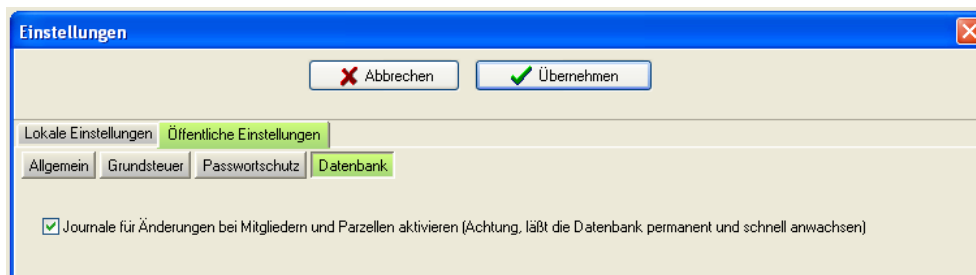 Einstellungen
Abbrechen Übernehmen
Lokale Einstellungen Öffentliche Einstellungen
Allgemein Grundsteuer Passwortschutz Datenbank
Journale für Änderungen bei Mitgliedern und Parzellen aktivieren (Achtung, läßt die Datenbank permanent und schnell anwachsen)